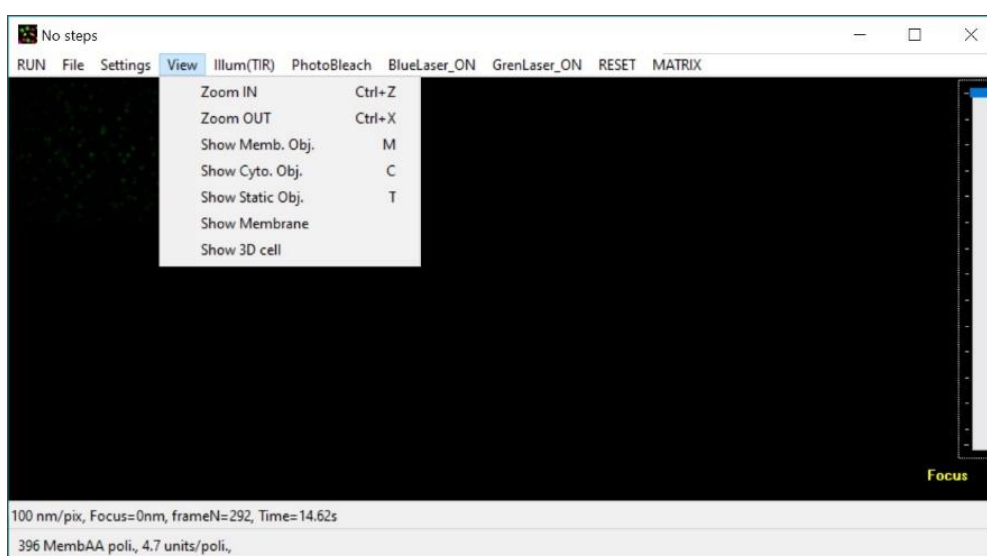 No steps
RUN File Settings View Illum(TIR) PhotoBleach BlueLaser_ON GrenLaser_ON RESET MATRIX
Zoom IN Ctrl+Z
Zoom OUT Ctrl+X
Show Memb. Obj. M
Show Cyto. Obj. C
Show Static Obj. T
Show Membrane
Show 3D cell
Focus
100 nm/pix, Focus=0nm, frameN=292, Time=14.62s
396 MembAA poli., 4.7 units/poli.,